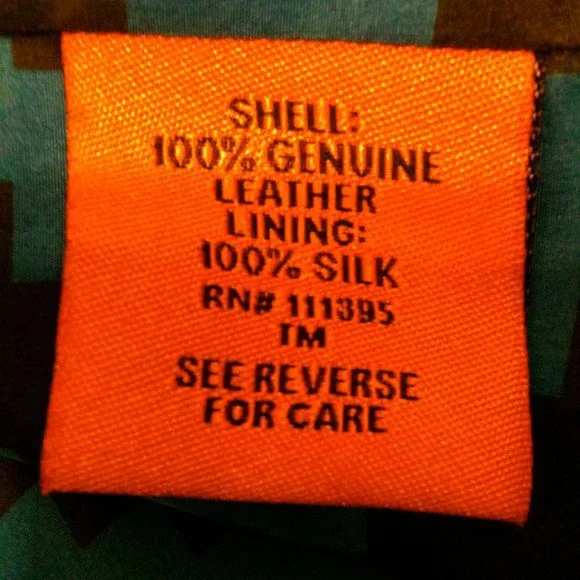 SHELL:
100% GENUINE
LEATHER
LINING:
100% SILK
RN# 111395
TM
SEE REVERSE
FOR CARE